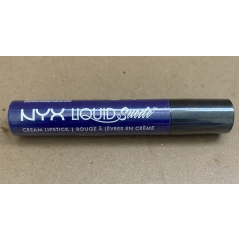 NYX LIQUID Suede
CREAM LIPSTICK | ROUGE À LÈVRES EN CRÈME